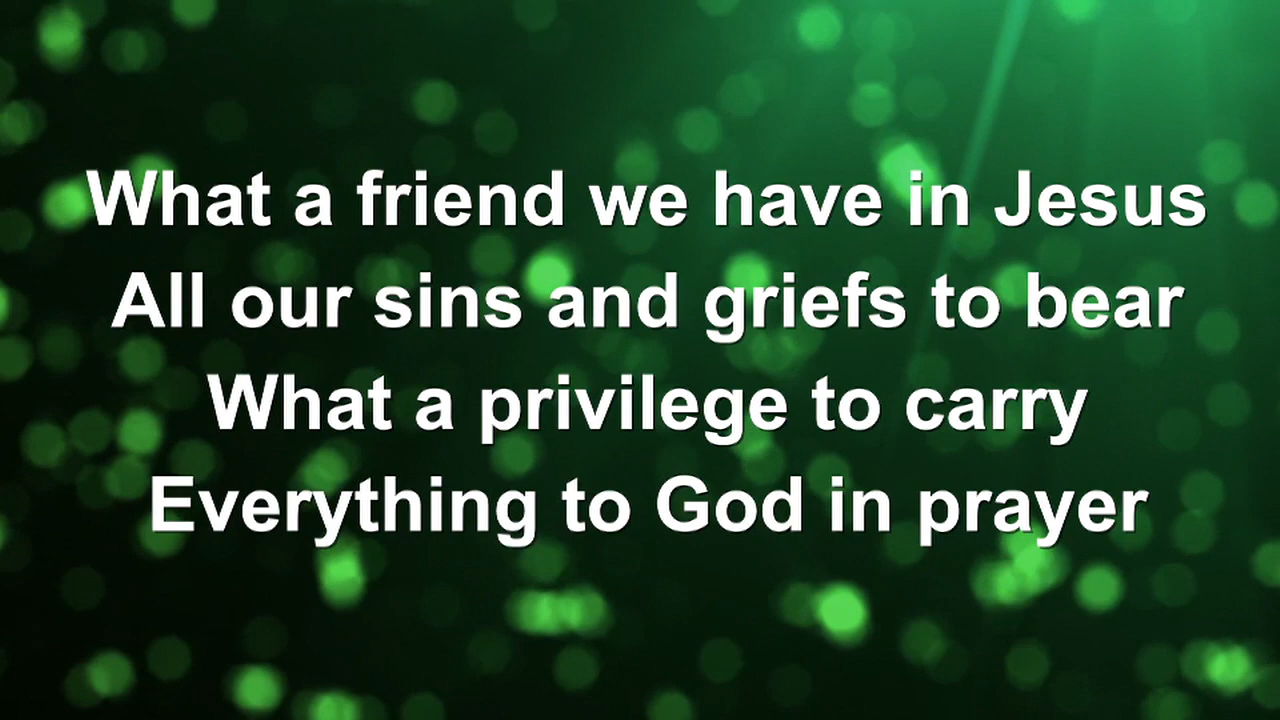 What a friend we have in Jesus
All our sins and griefs to bear
What a privilege to carry
Everything to God in prayer